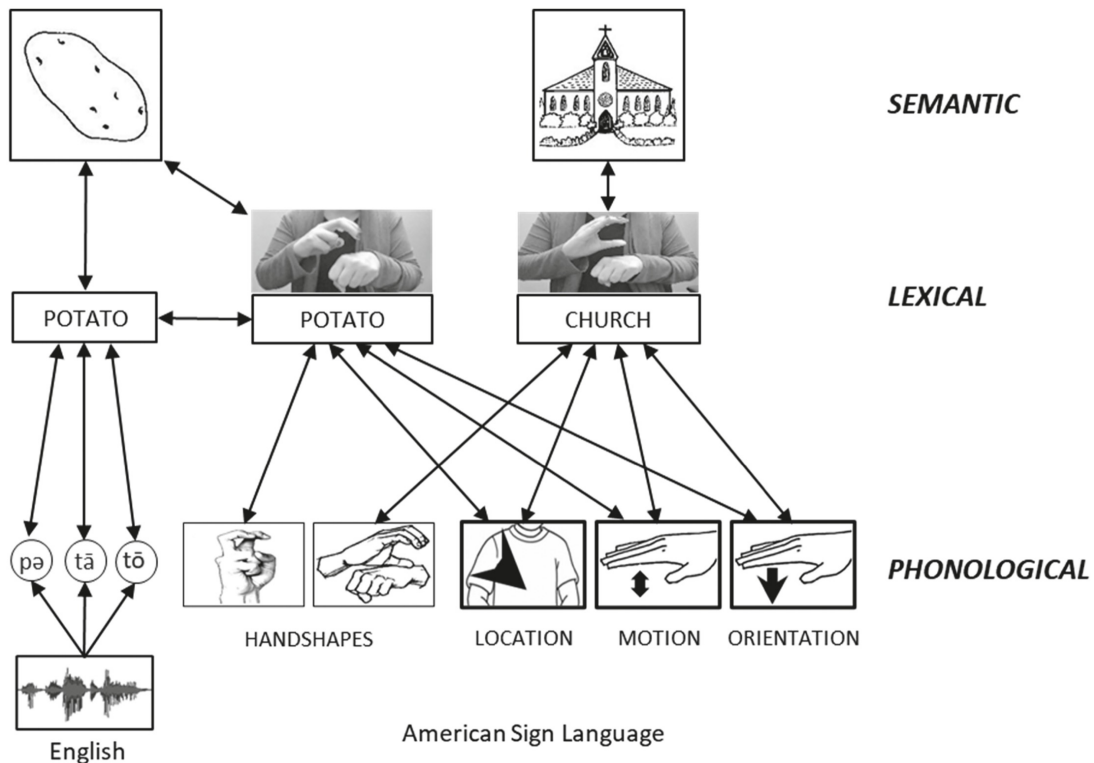 SEMANTIC
POTATO
POTATO
CHURCH
LEXICAL
pə
tā
tō
PHONOLOGICAL
HANDSHAPES
LOCATION
MOTION
ORIENTATION
English
American Sign Language